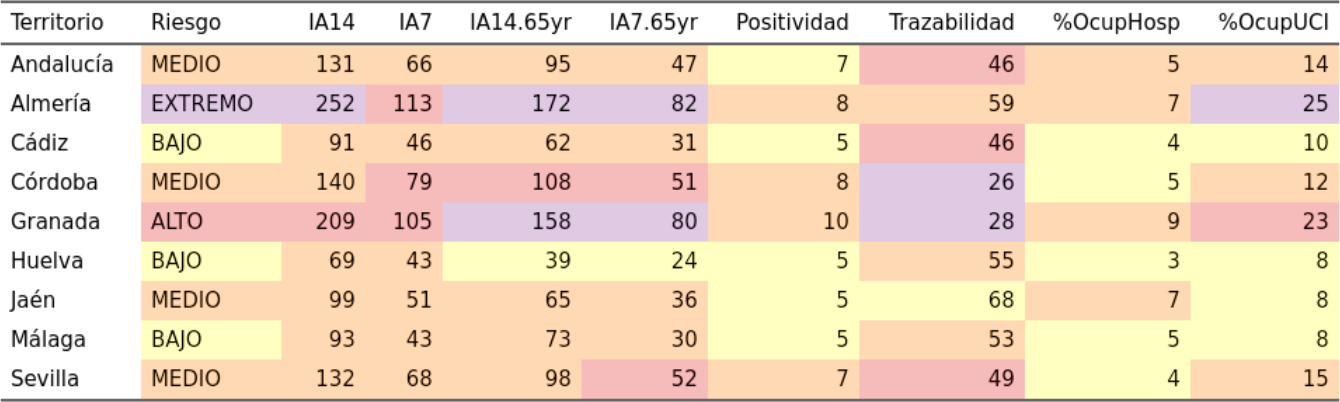 Territorio Riesgo IA14 IA7 IA14.65yr IA7.65yr Positividad Trazabilidad %OcupHosp %OcupUCI
Andalucía MEDIO 131 66 95 47 7 46 5 14
Almería EXTREMO 252 113 172 82 8 59 7 25
Cádiz BAJO 91 46 62 31 5 46 4 10
Córdoba MEDIO 140 79 108 51 8 26 5 12
Granada ALTO 209 105 158 80 10 28 9 23
Huelva BAJO 69 43 39 24 5 55 3 8
Jaén MEDIO 99 51 65 36 5 68 7 8
Málaga BAJO 93 43 73 30 5 53 5 8
Sevilla MEDIO 132 68 98 52 7 49 4 15